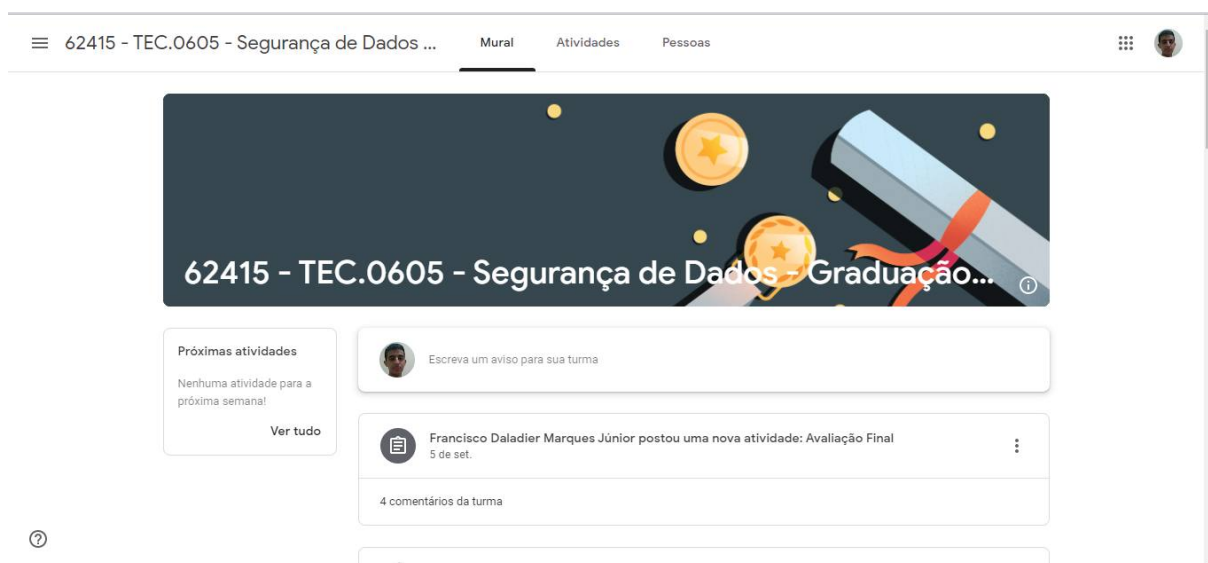 62415 - TEC.0605 - Segurança de Dados ...
Mural
Atividades
Pessoas
62415 - TEC.0605 - Segurança de Dados - Graduação...
Próximas atividades
Nenhuma atividade para a
próxima semana!
Ver tudo
Escreva um aviso para sua turma
Francisco Daladier Marques Júnior postou uma nova atividade: Avaliação Final
5 de set.
4 comentários da turma